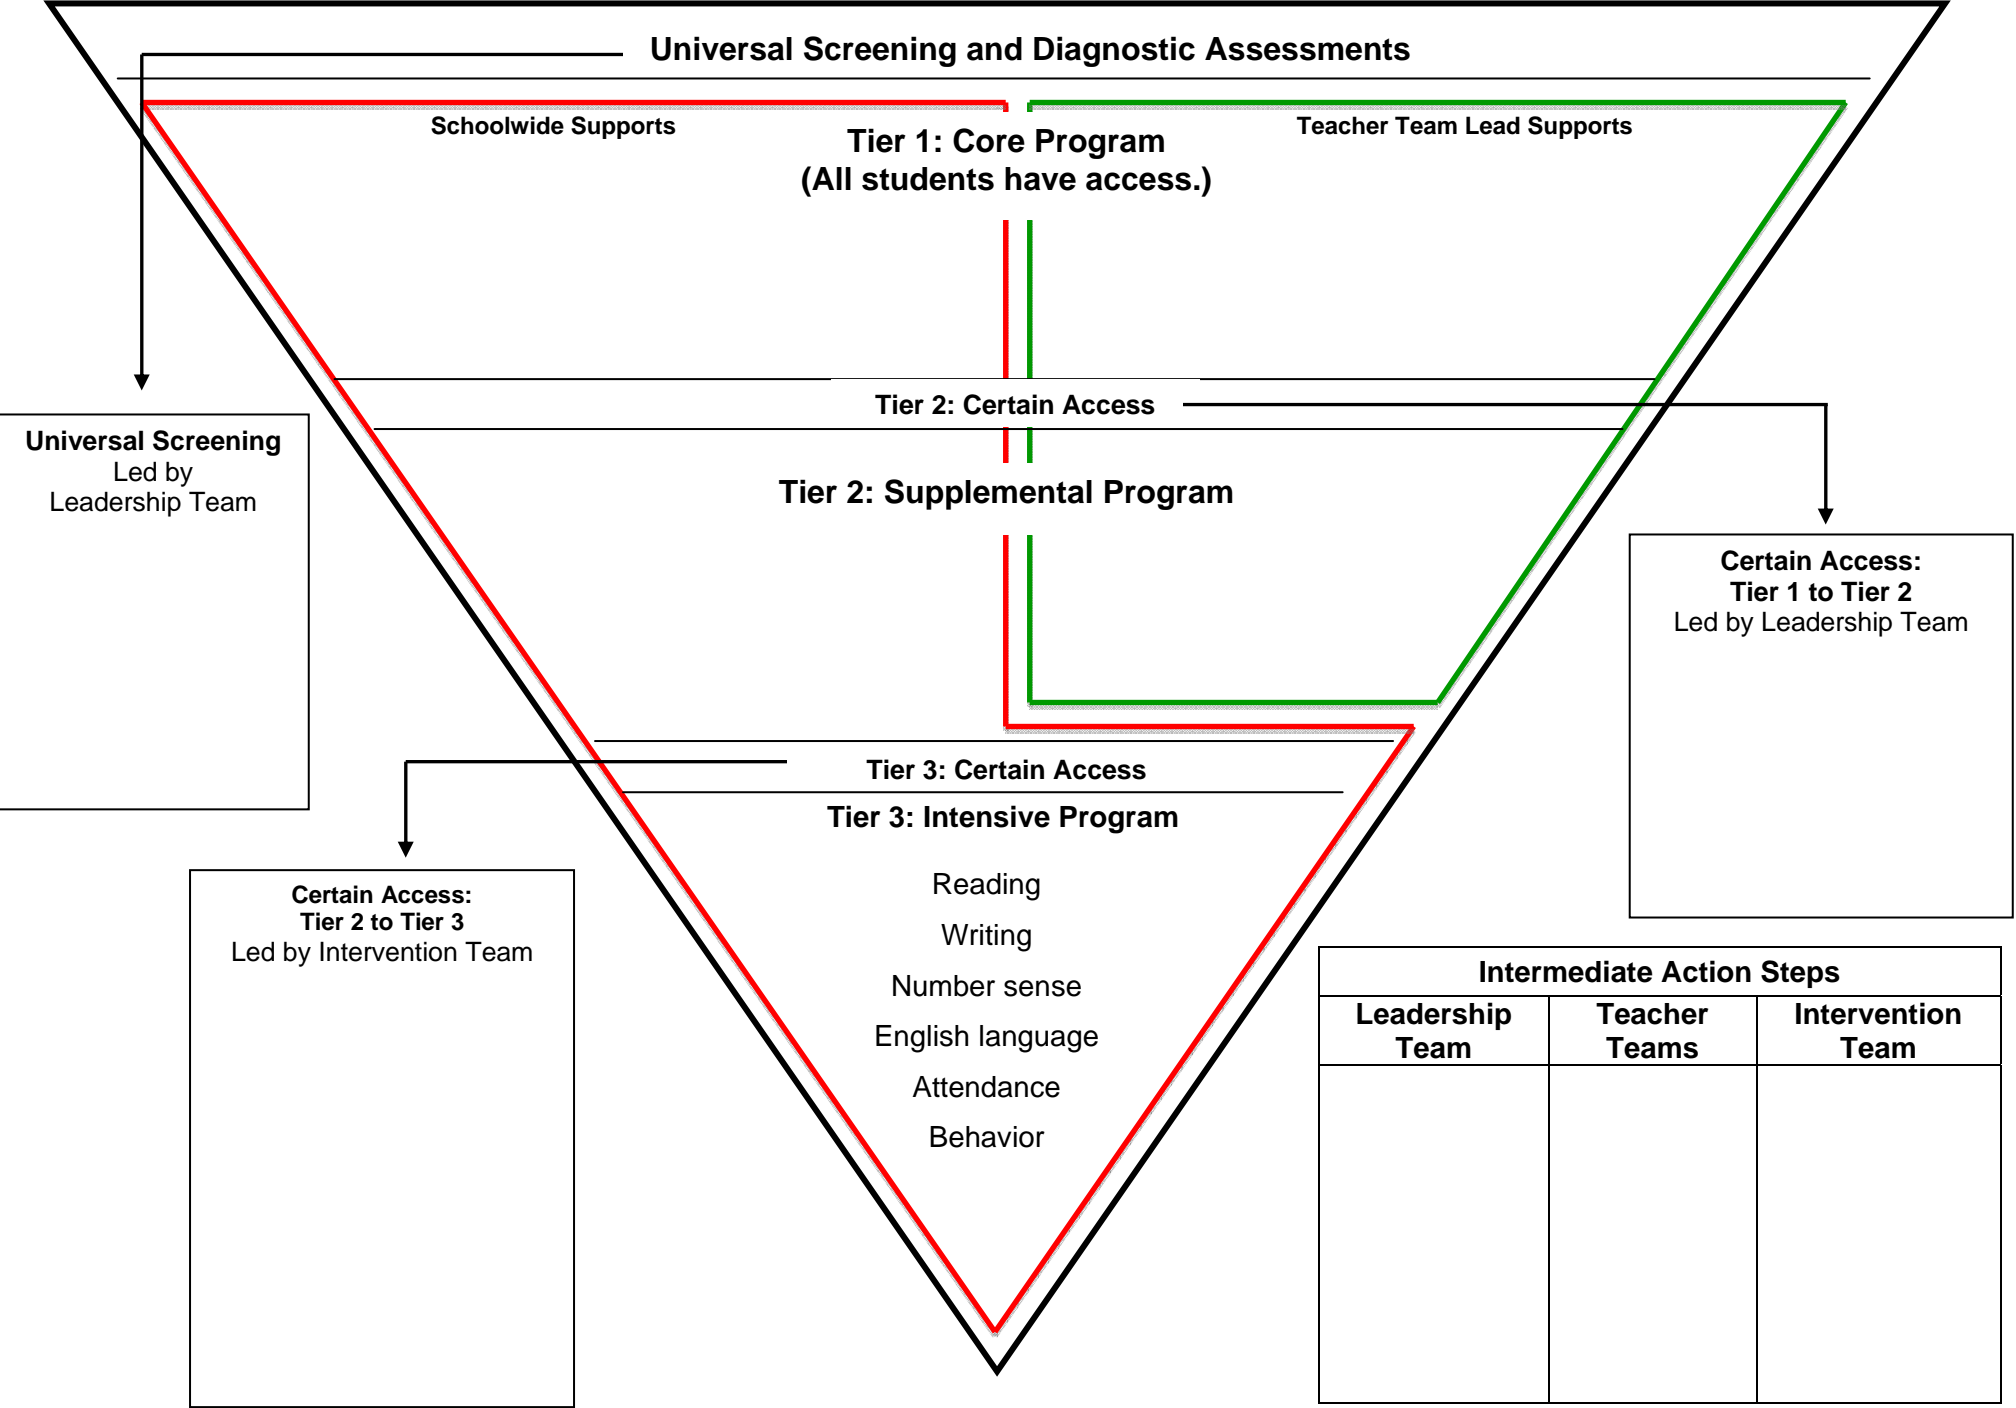 Universal Screening and Diagnostic Assessments
Schoolwide Supports
Teacher Team Lead Supports
Tier 1: Core Program
(All students have access.)
Tier 2: Certain Access
Universal Screening
Led by
Leadership Team
Tier 2: Supplemental Program
Certain Access:
Tier 1 to Tier 2
Led by Leadership Team
Tier 3: Certain Access
Tier 3: Intensive Program
Reading
Writing
Number sense
English language
Attendance
Behavior
Certain Access:
Tier 2 to Tier 3
Led by Intervention Team
Intermediate Action Steps
Leadership
Team
Teacher
Teams
Intervention
Team